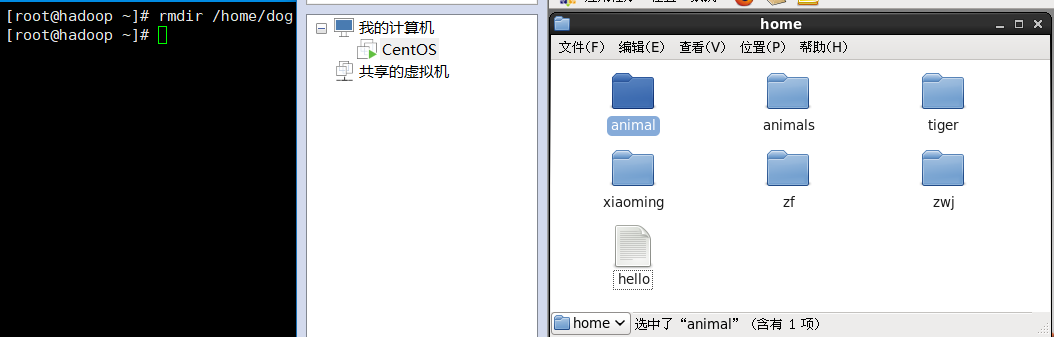 [root@hadoop ~]# rmdir /home/dog
[root@hadoop ~]#
我的计算机
CentOS
共享的虚拟机
home
文件(F) 编辑(E) 查看(V) 位置(P) 帮助(H)
animal animals tiger
xiaoming zf zwj
hello
home 选中了 “animal” (含有 1 项)